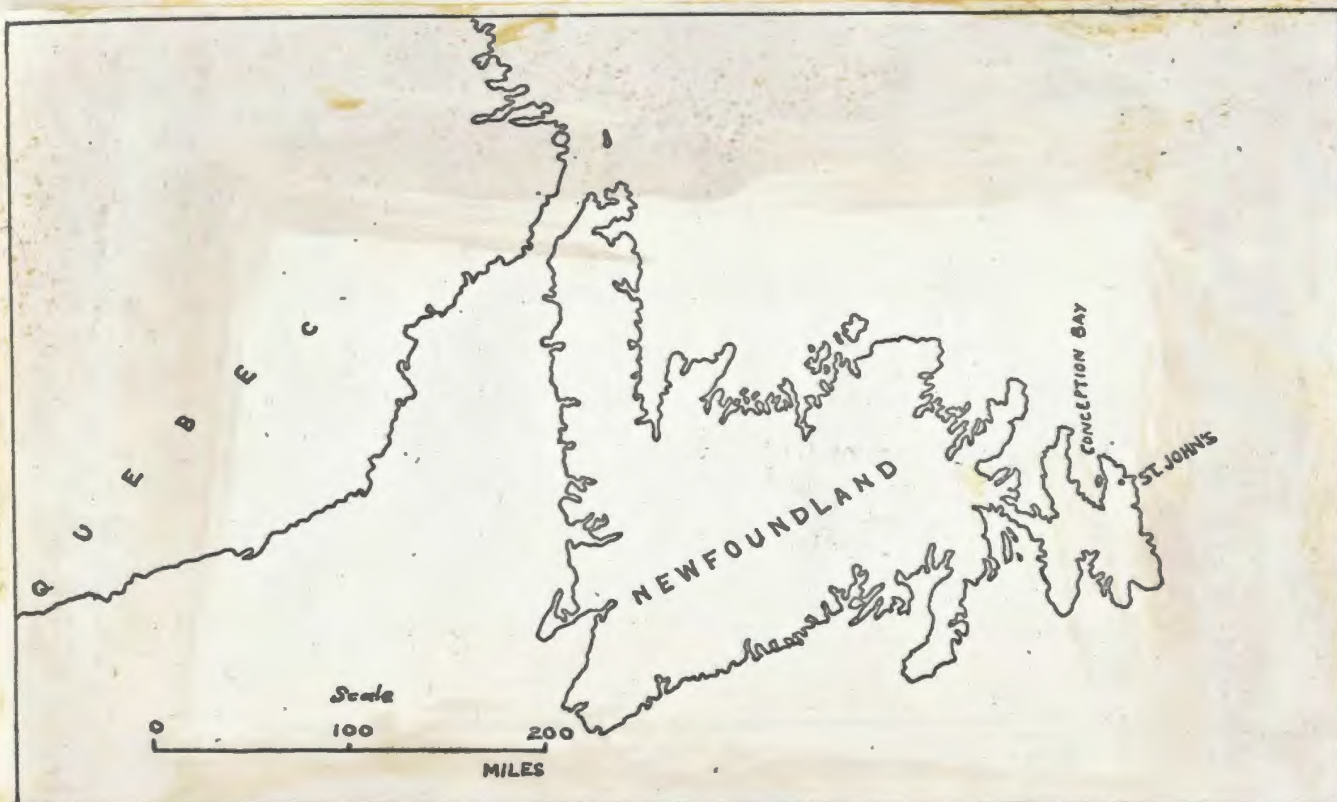 QUEBEC
CONCEPTION BAY
ST. JOHN'S
NEWFOUNDLAND
Scale
0 100 200
MILES